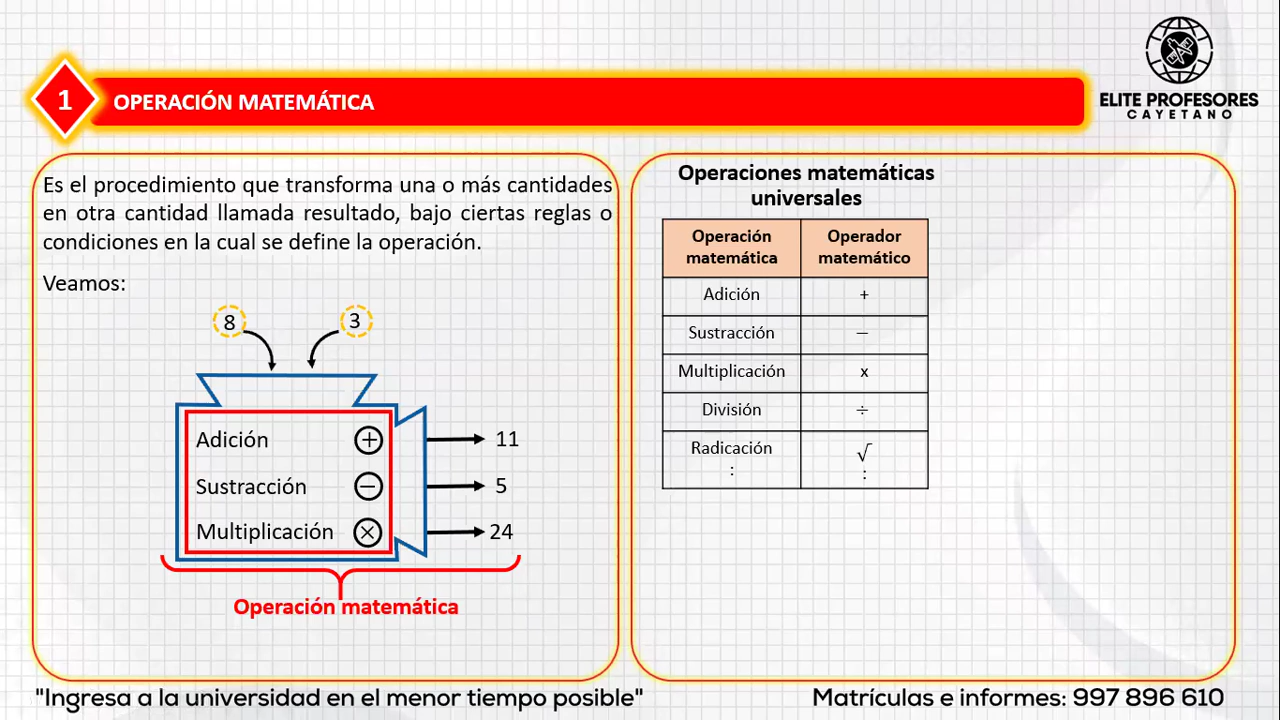 1
OPERACIÓN MATEMÁTICA
ELITE PROFESORES
CAYETANO
Es el procedimiento que transforma una o más cantidades
en otra cantidad llamada resultado, bajo ciertas reglas o
condiciones en la cual se define la operación.
Veamos:
8
3
Adición + 11
Sustracción − 5
Multiplicación × 24
Operación matemática
Operaciones matemáticas
universales
Operación matemática | Operador matemático
Adición +
Sustracción −
Multiplicación x
División ÷
Radicación √
: :
"Ingresa a la universidad en el menor tiempo posible"
Matrículas e informes: 997 896 610